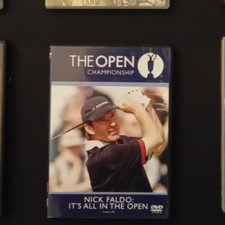 THE OPEN
CHAMPIONSHIP
NICK FALDO:
IT'S ALL IN THE OPEN
DVD